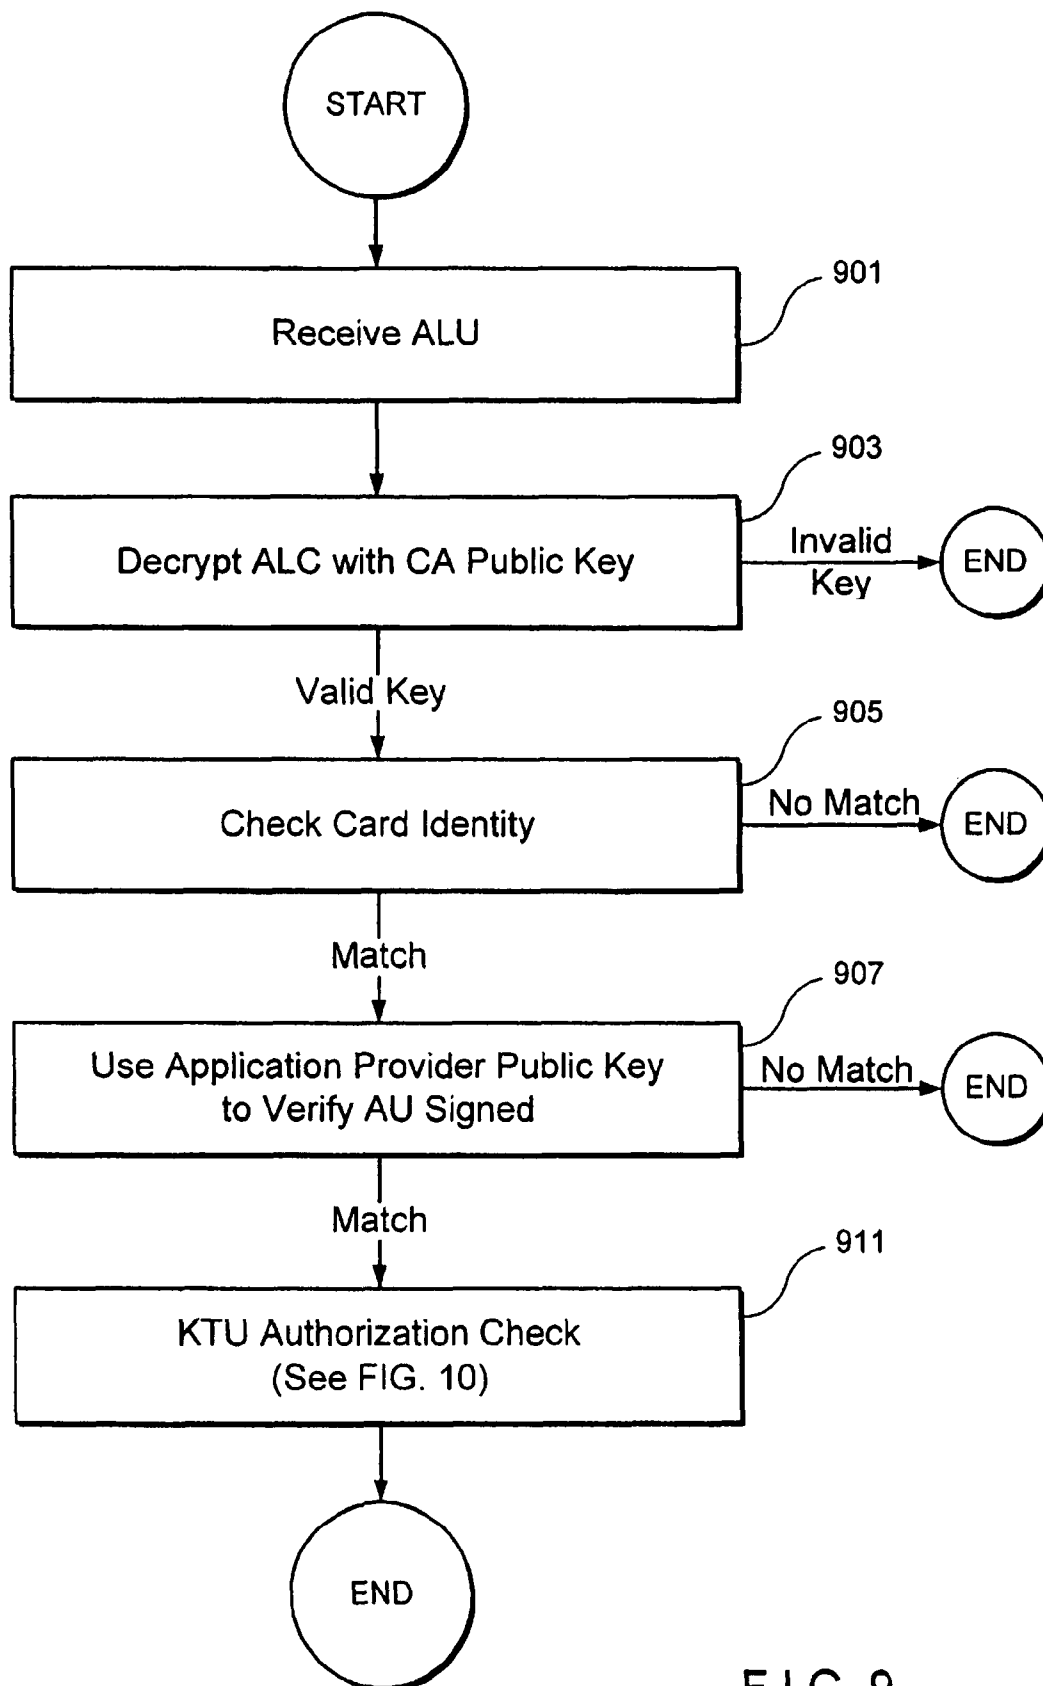 START
901
Receive ALU
903
Decrypt ALC with CA Public Key
Invalid
Key
END
Valid Key
905
Check Card Identity
No Match
END
Match
907
Use Application Provider Public Key
to Verify AU Signed
No Match
END
Match
911
KTU Authorization Check
(See FIG. 10)
END
FIG. 9